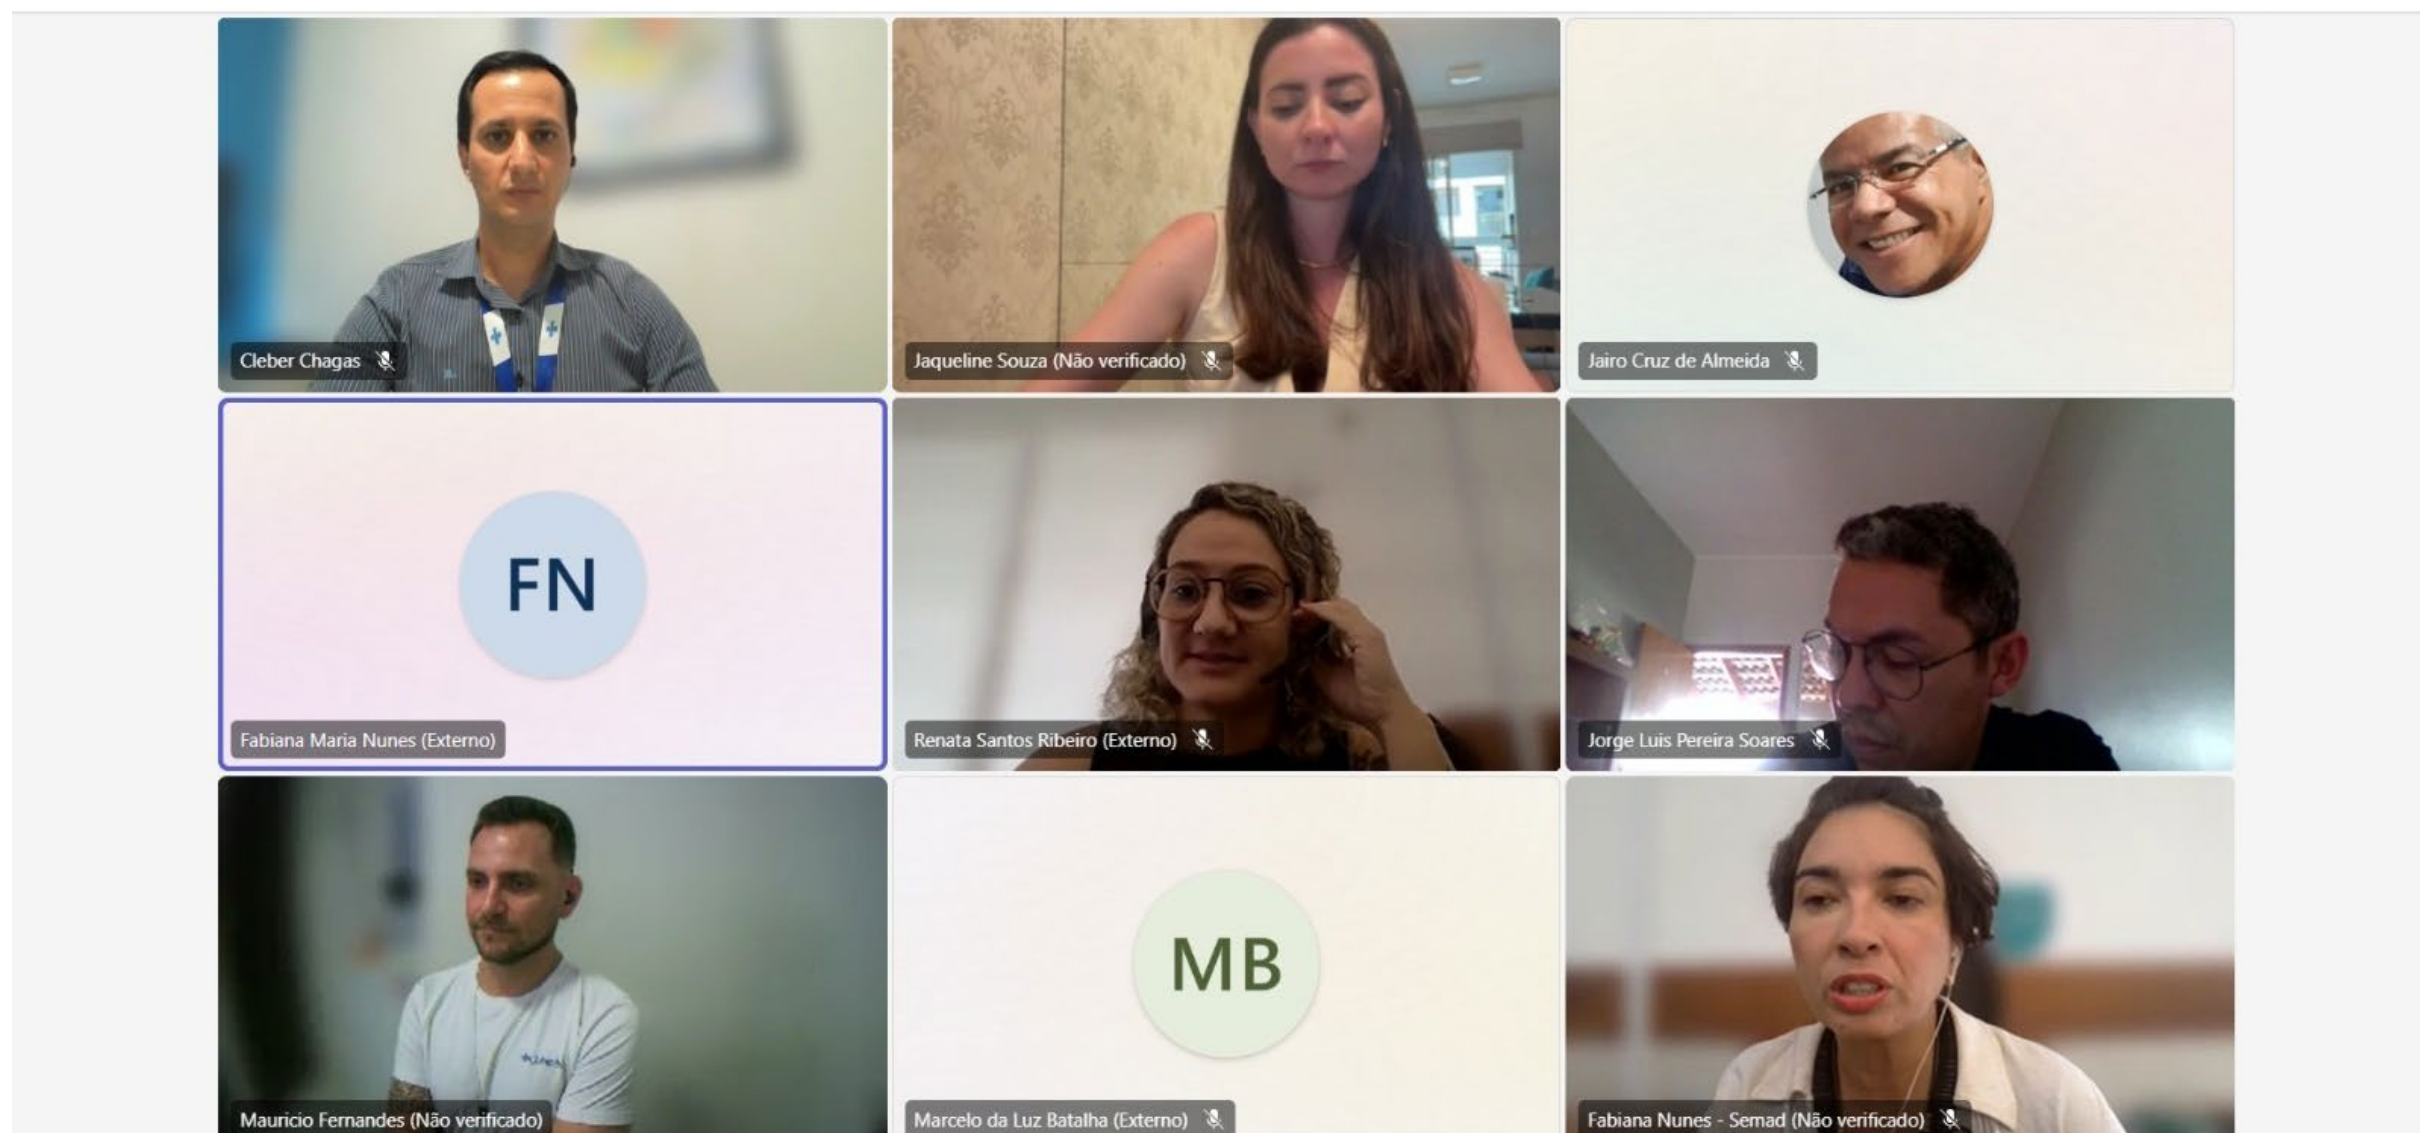 Cleber Chagas
Jaqueline Souza (Não verificado)
Jairo Cruz de Almeida
FN
Fabiana Maria Nunes (Externo)
Renata Santos Ribeiro (Externo)
Jorge Luis Pereira Soares
Mauricio Fernandes (Não verificado)
MB
Marcelo da Luz Batalha (Externo)
Fabiana Nunes - Semad (Não verificado)